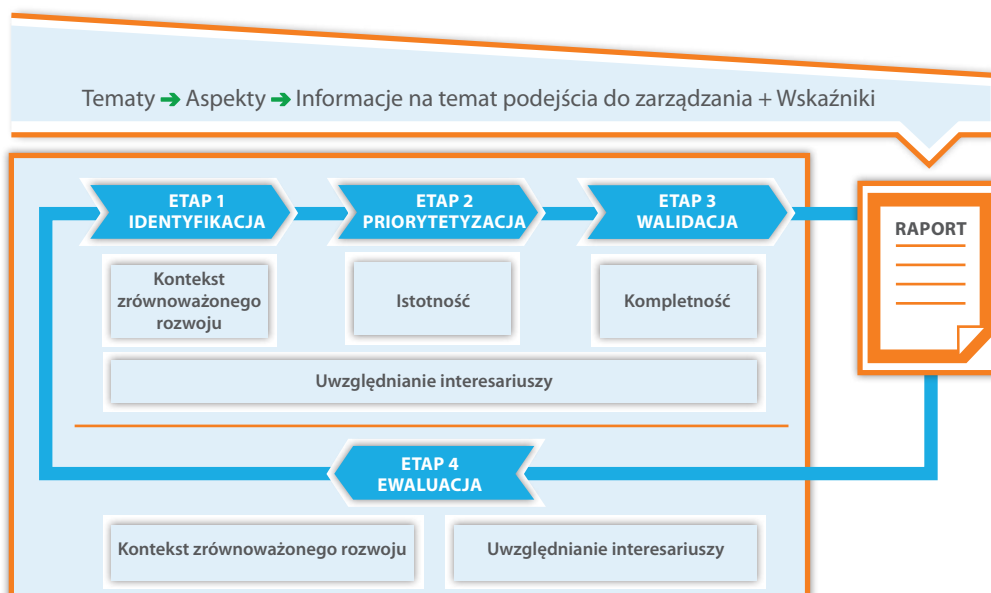 Tematy → Aspekty → Informacje na temat podejścia do zarządzania + Wskaźniki
ETAP 1
IDENTYFIKACJA
ETAP 2
PRIORYTETYZACJA
ETAP 3
WALIDACJA
RAPORT
Kontekst
zrównoważonego
rozwoju
Istotność
Kompletność
Uwzględnianie interesariuszy
ETAP 4
EWALUACJA
Kontekst zrównoważonego rozwoju
Uwzględnianie interesariuszy